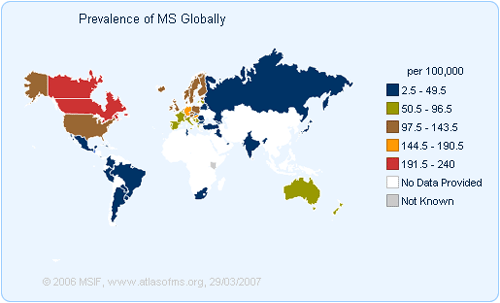 Prevalence of MS Globally
per 100,000
2.5 - 49.5
50.5 - 96.5
97.5 - 143.5
144.5 - 190.5
191.5 - 240
No Data Provided
Not Known
© 2006 MSIF, www.atlasofms.org, 29/03/2007